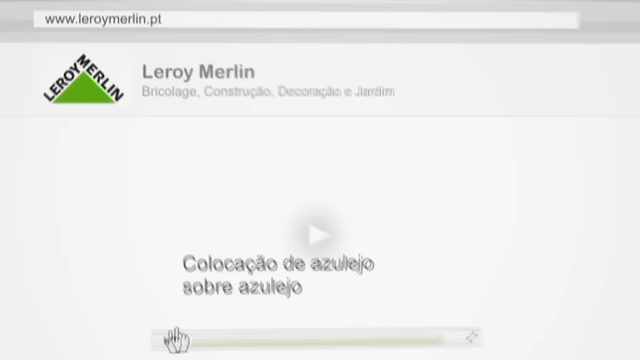 www.leroymerlin.pt
LEROY MERLIN
Leroy Merlin
Bricolage, Construção, Decoração e Jardim
Colocação de azulejo
sobre azulejo